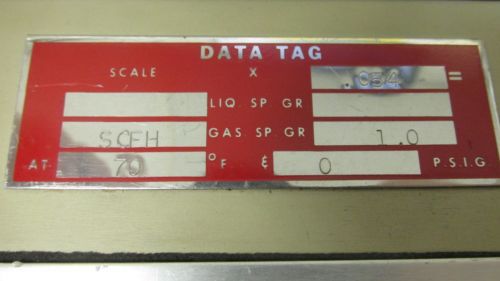 DATA TAG
SCALE X .054 =
LIQ. SP GR
SCFH GAS SP. GR 1.0
AT 70 °F & 0 P.S.I.G